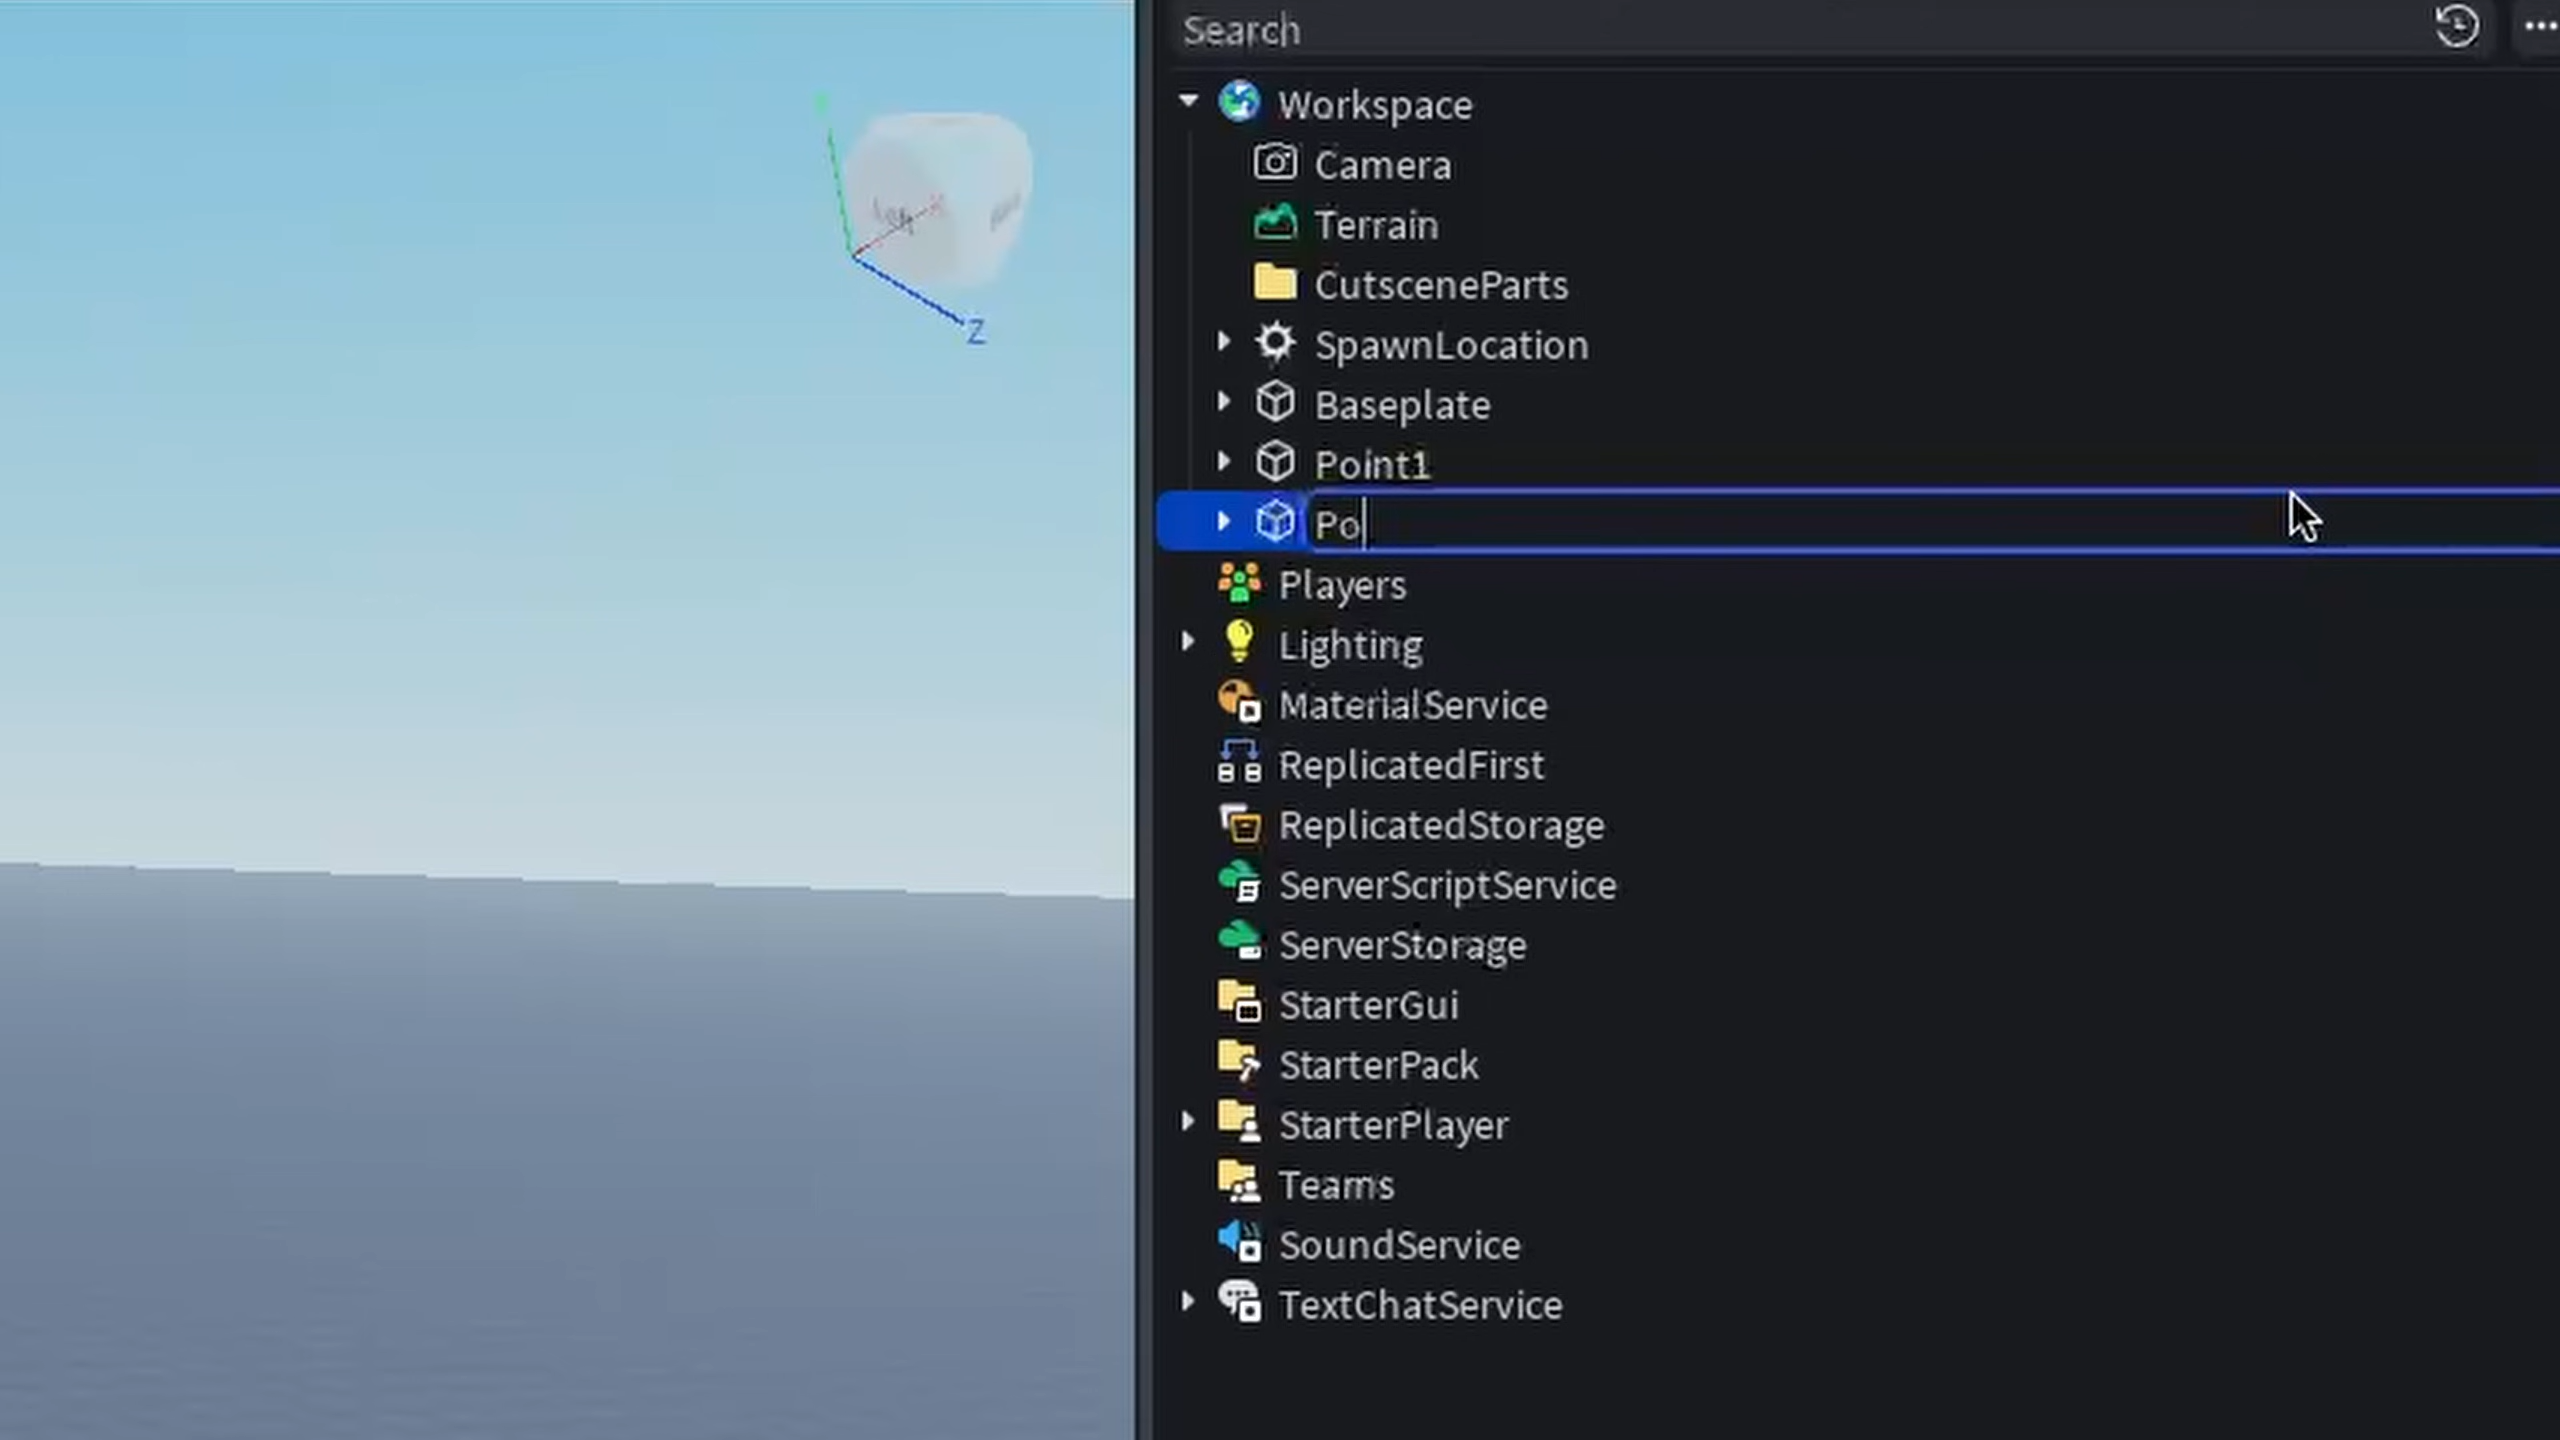 Search
Workspace
Camera
Terrain
CutsceneParts
SpawnLocation
Baseplate
Point1
Po
Players
Lighting
MaterialService
ReplicatedFirst
ReplicatedStorage
ServerScriptService
ServerStorage
StarterGui
StarterPack
StarterPlayer
Teams
SoundService
TextChatService
Z